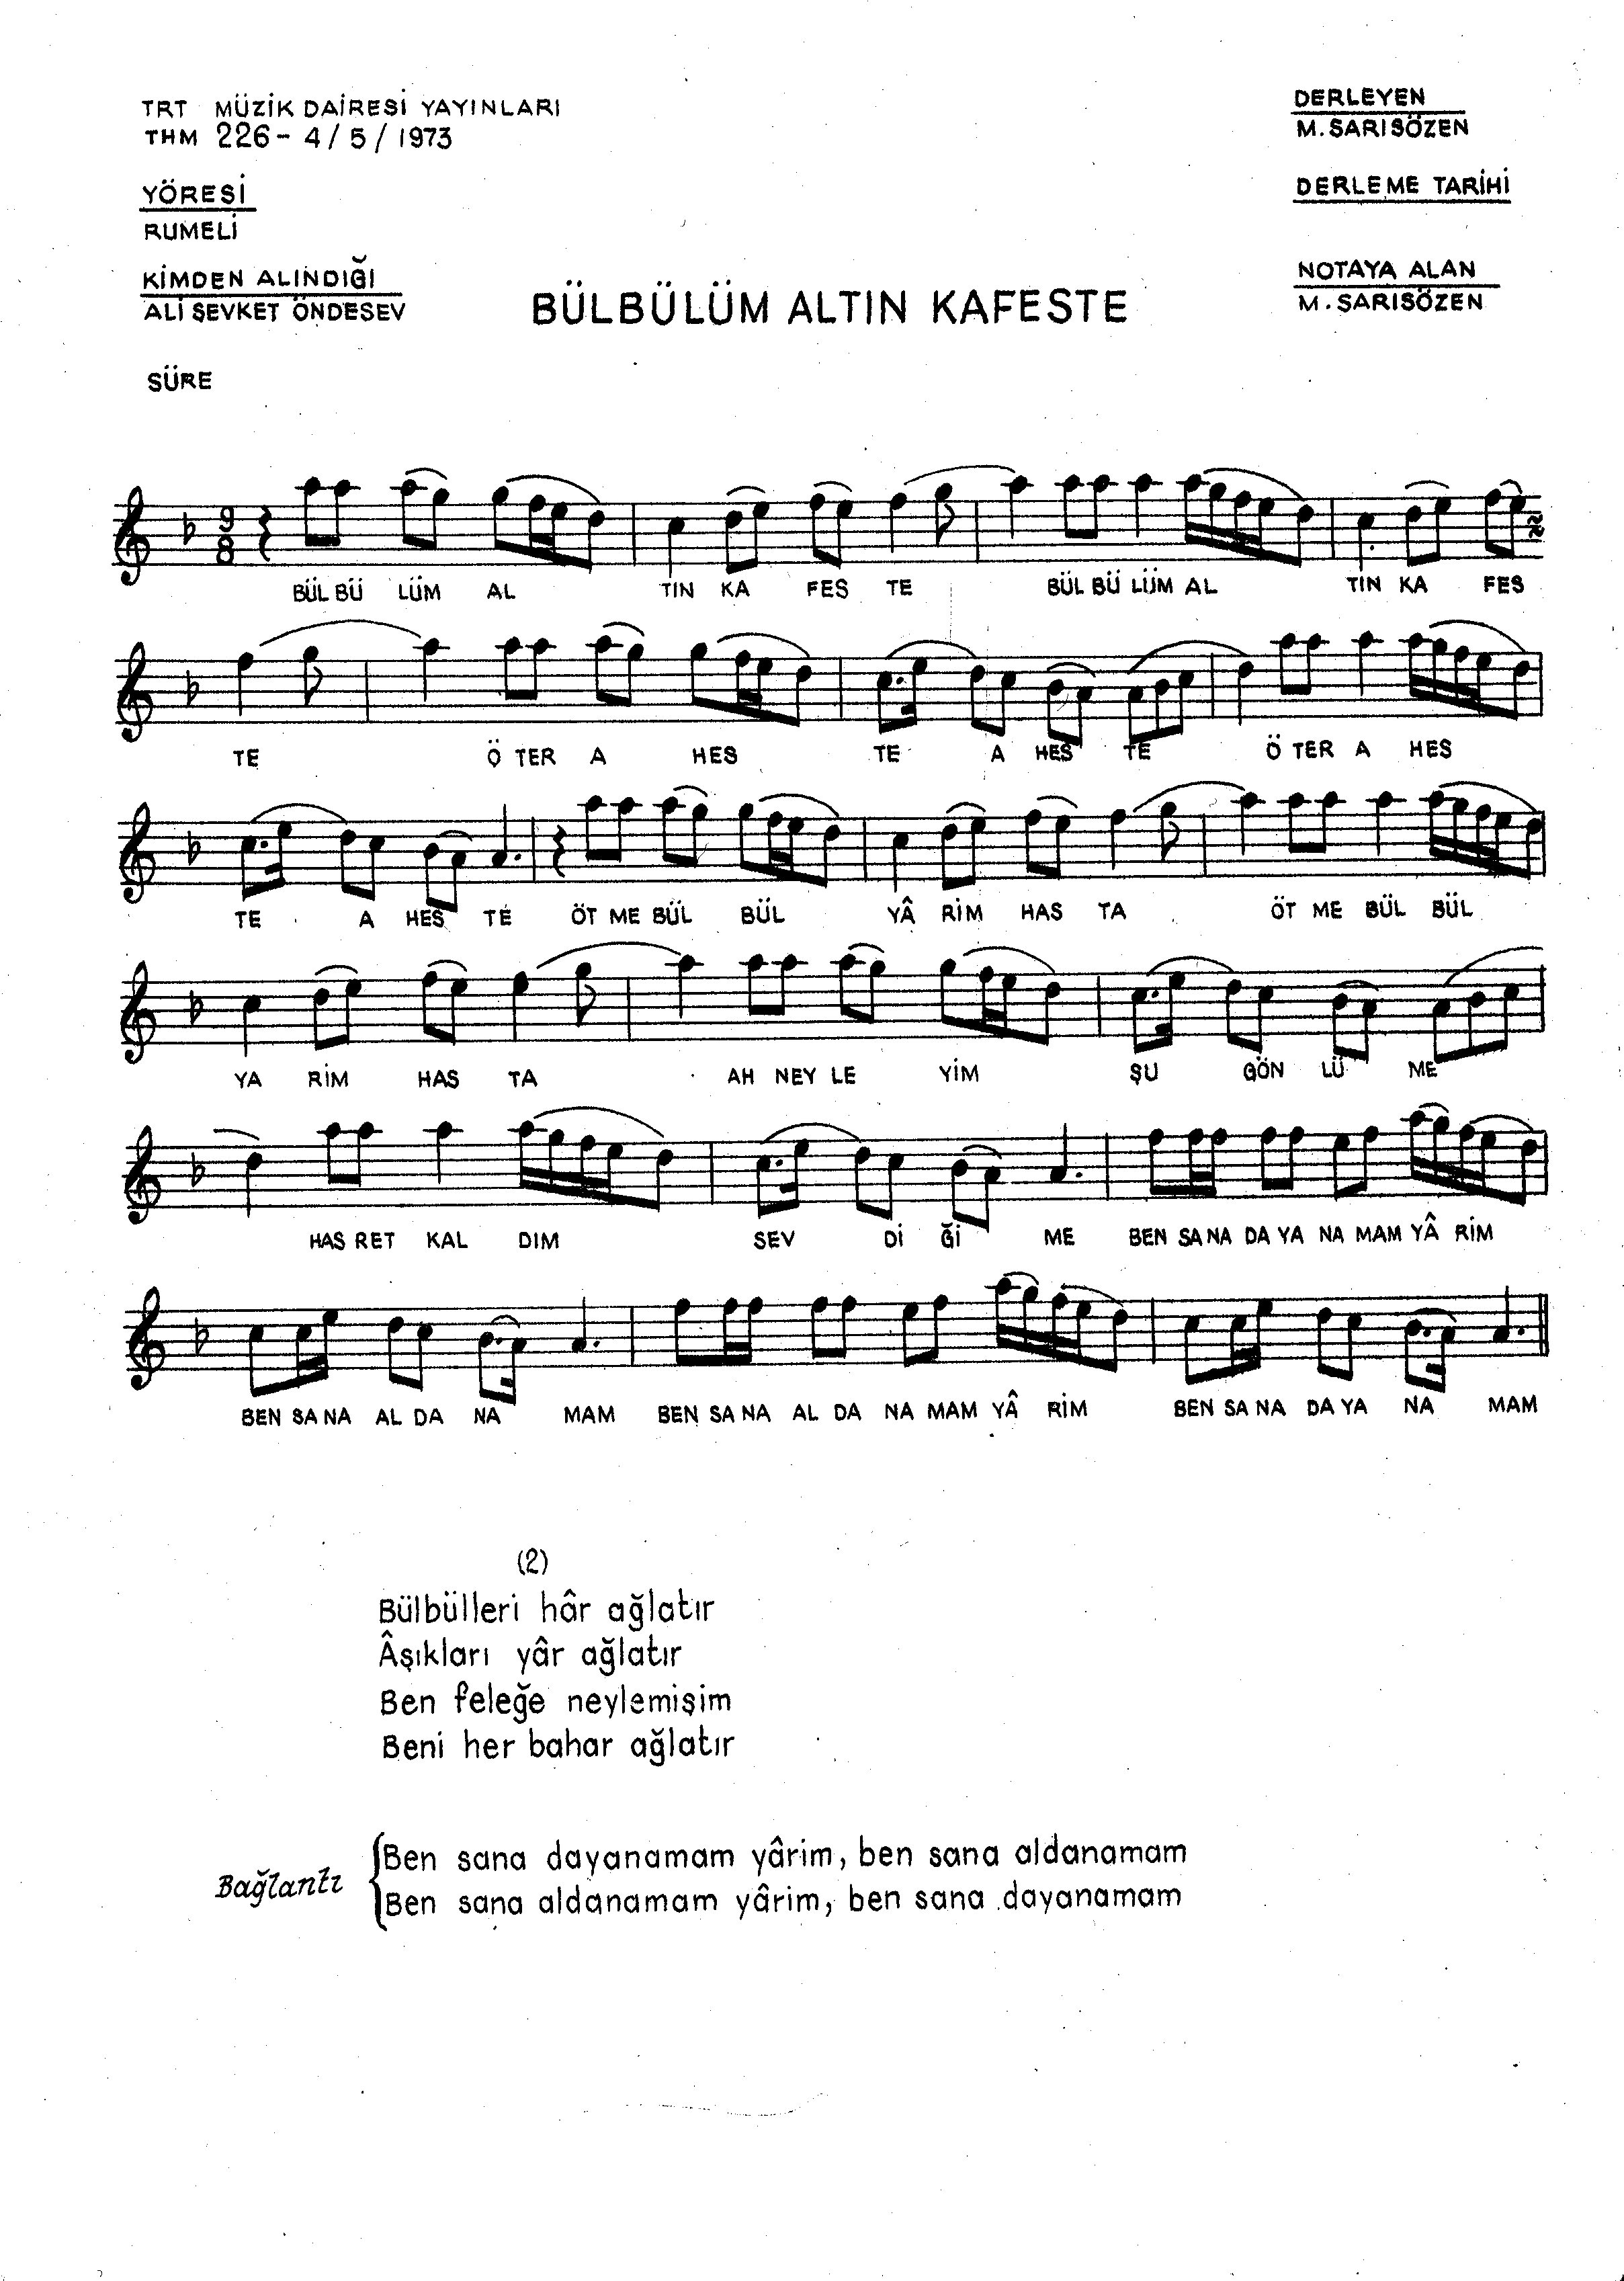 TRT MÜZİK DAİRESİ YAYINLARI
THM 226 - 4 / 5 / 1973
YÖRESİ
RUMELİ
KİMDEN ALINDIĞI
ALİ ŞEVKET ÖNDESEV
SÜRE
BÜLBÜLÜM ALTIN KAFESTE
DERLEYEN
M. SARISÖZEN
DERLEME TARİHİ
NOTAYA ALAN
M. SARISÖZEN
9
8
BÜL BÜ LÜM AL TIN KA FES TE BÜL BÜ LÜM AL TIN KA FES
TE Ö TER A HES TE A HES TE Ö TER A HES
TE A HES TE ÖT ME BÜL BÜL YÂ RİM HAS TA ÖT ME BÜL BÜL
YA RİM HAS TA AH NEY LE YİM ŞU GÖN LÜ ME
HAS RET KAL DIM SEV Dİ Ğİ ME BEN SA NA DA YA NA MAM YÂ RİM
BEN SA NA AL DA NA MAM BEN SA NA AL DA NA MAM YÂ RİM BEN SA NA DA YA NA MAM
(2)
Bülbülleri hâr ağlatır
Âşıkları yâr ağlatır
Ben feleğe neylemişim
Beni her bahar ağlatır
Bağlantı
Ben sana dayanamam yârim, ben sana aldanamam
Ben sana aldanamam yârim, ben sana dayanamam